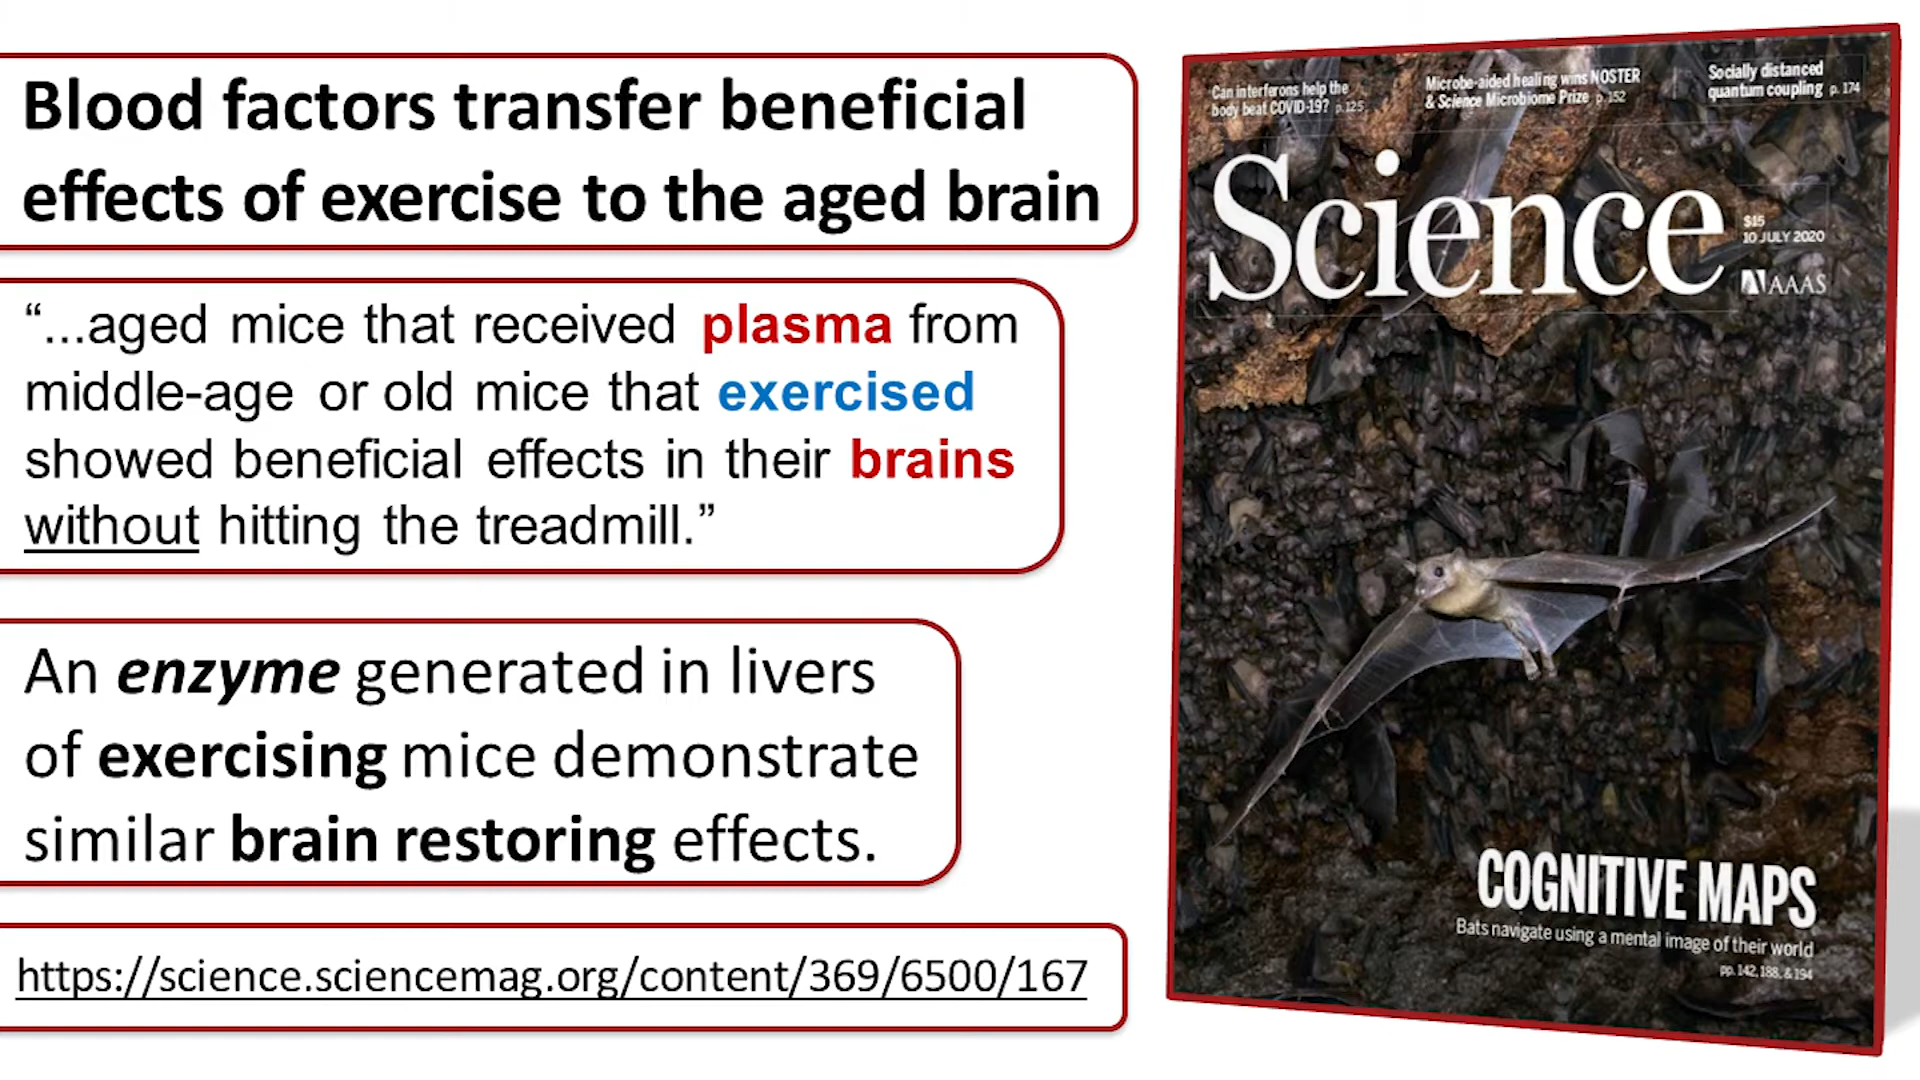 Blood factors transfer beneficial
effects of exercise to the aged brain
“...aged mice that received plasma from
middle-age or old mice that exercised
showed beneficial effects in their brains
without hitting the treadmill.”
An enzyme generated in livers
of exercising mice demonstrate
similar brain restoring effects.
https://science.sciencemag.org/content/369/6500/167
Can interferons help the
body beat COVID-19? p.125
Microbe-aided healing wins NOSTER
& Science Microbiome Prize p.152
Socially distanced
quantum coupling p. 174
Science
$15
10 JULY 2020
AAAS
COGNITIVE MAPS
Bats navigate using a mental image of their world
pp. 142, 188, & 194